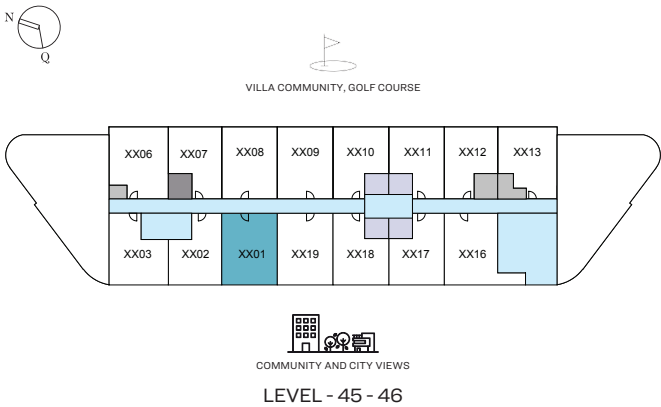 N
Q
VILLA COMMUNITY, GOLF COURSE
XX06 XX07 XX08 XX09 XX10 XX11 XX12 XX13
XX03 XX02 XX01 XX19 XX18 XX17 XX16
COMMUNITY AND CITY VIEWS
LEVEL - 45 - 46